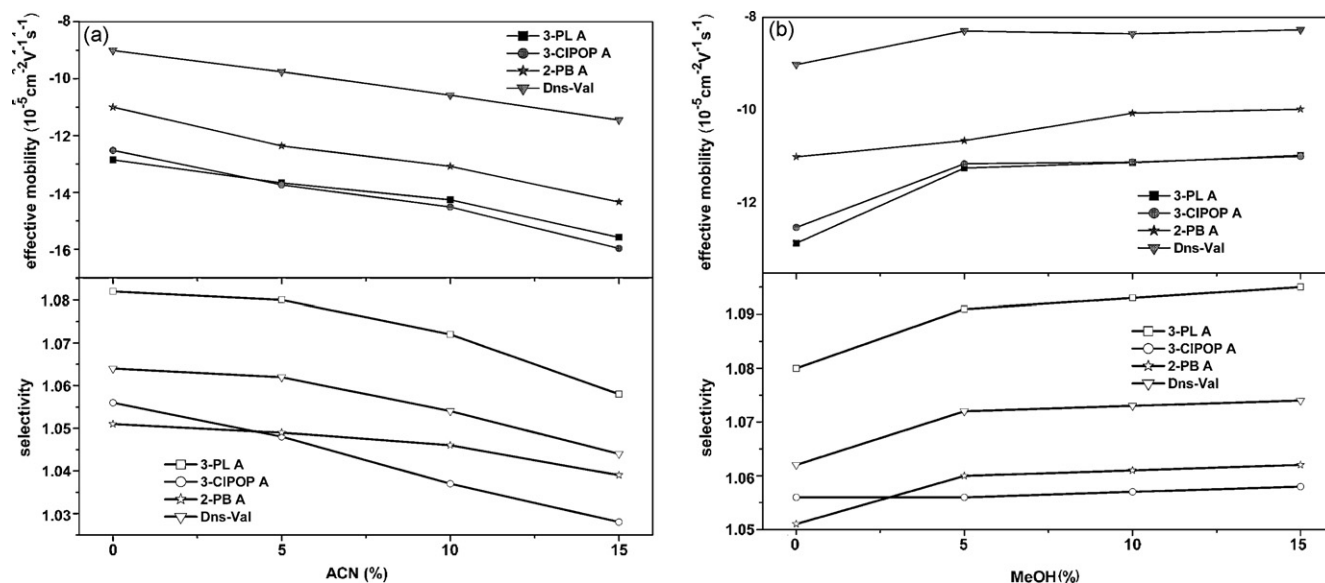 (a)
effective mobility (10⁻⁵cm⁻²V⁻¹s⁻¹)
-8
-10
-12
-14
-16
3-PL A
3-ClPOP A
2-PB A
Dns-Val
selectivity
1.08
1.07
1.06
1.05
1.04
1.03
3-PL A
3-ClPOP A
2-PB A
Dns-Val
0 5 10 15
ACN (%)
(b)
effective mobility (10⁻⁵cm⁻²V⁻¹s⁻¹)
-8
-10
-12
3-PL A
3-ClPOP A
2-PB A
Dns-Val
selectivity
1.09
1.08
1.07
1.06
1.05
3-PL A
3-ClPOP A
2-PB A
Dns-Val
0 5 10 15
MeOH(%)